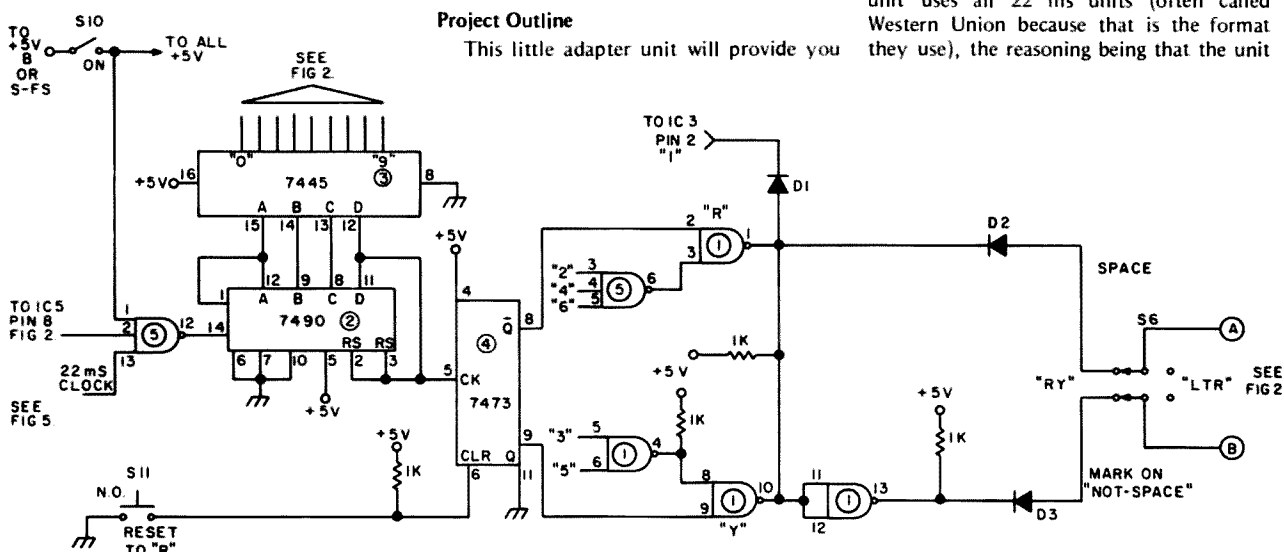 unit uses all 22 ms units (often called
Western Union because that is the format
they use), the reasoning being that the unit
Project Outline
This little adapter unit will provide you
TO
+5V
B
OR
S-FS
S10
ON
TO ALL
+5V
SEE
FIG 2
"0"
"9"
3
+5V
16
7445
8
A
B
C
D
15
14
13
12
12
9
8
11
A
B
C
D
1
7490
2
RS
RS
14
6
7
10
5
2
3
+5V
TO IC5
PIN 8
FIG 2
1
2
13
5
12
22 mS
CLOCK
SEE
FIG 5
+5V
4
4
Q
8
5
CK
7473
9
CLR
Q
6
11
+5V
1K
S11
N.O.
RESET
TO "R"
TO IC 3
PIN 2
"1"
D1
"R"
2
3
1
1
"2"
3
"4"
4
"6"
5
5
6
1K
+5V
1K
"3"
5
"5"
6
1
4
8
9
1
10
"Y"
11
12
1
13
+5V
1K
D2
SPACE
S6
A
"RY"
"LTR"
SEE
FIG 2
B
MARK ON
"NOT-SPACE"
D3